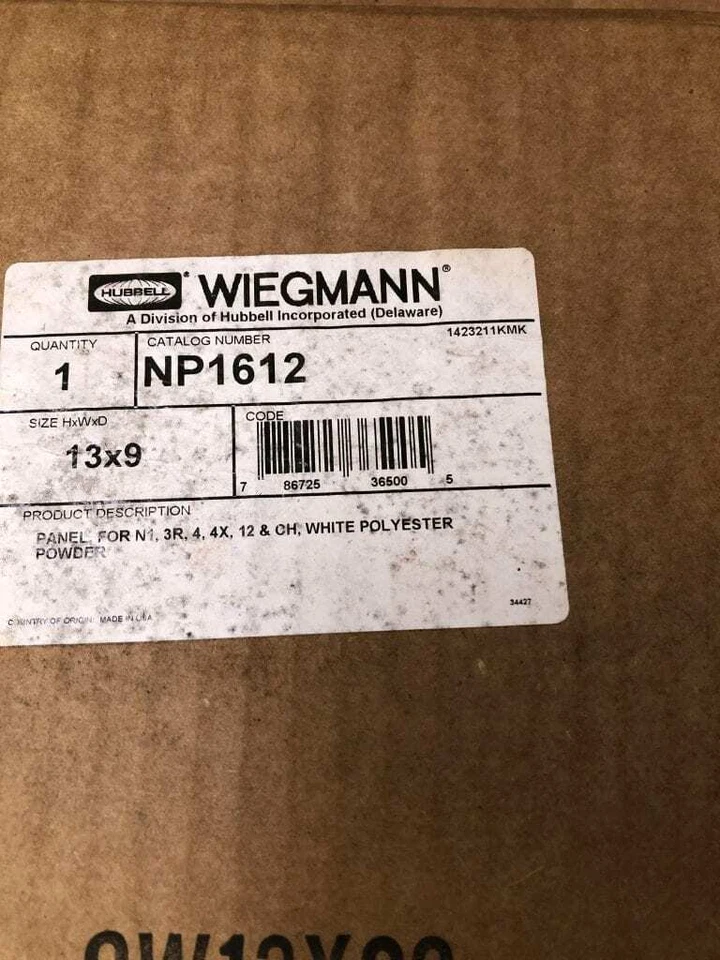 HUBBELL WIEGMANN®
A Division of Hubbell Incorporated (Delaware)
1423211KMK
QUANTITY
1
CATALOG NUMBER
NP1612
SIZE HxWxD
13x9
CODE
7 86725 36500 5
PRODUCT DESCRIPTION
PANEL, FOR N1, 3R, 4, 4X, 12 & CH, WHITE POLYESTER
POWDER
34427
COUNTRY OF ORIGIN: MADE IN USA